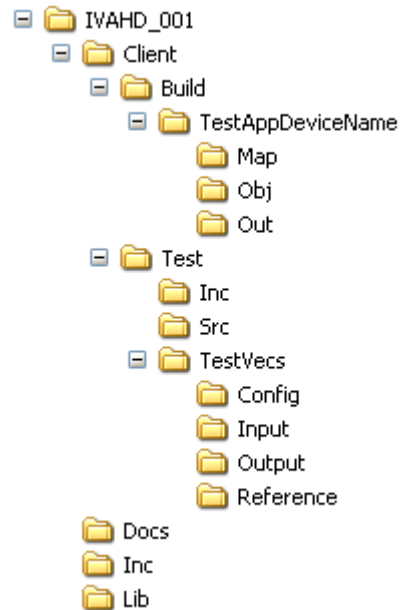 IVAHD_001
Client
Build
TestAppDeviceName
Map
Obj
Out
Test
Inc
Src
TestVecs
Config
Input
Output
Reference
Docs
Inc
Lib